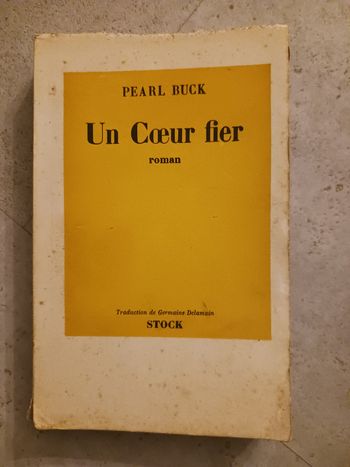 PEARL BUCK
Un Cœur fier
roman
Traduction de Germaine Delamain
STOCK